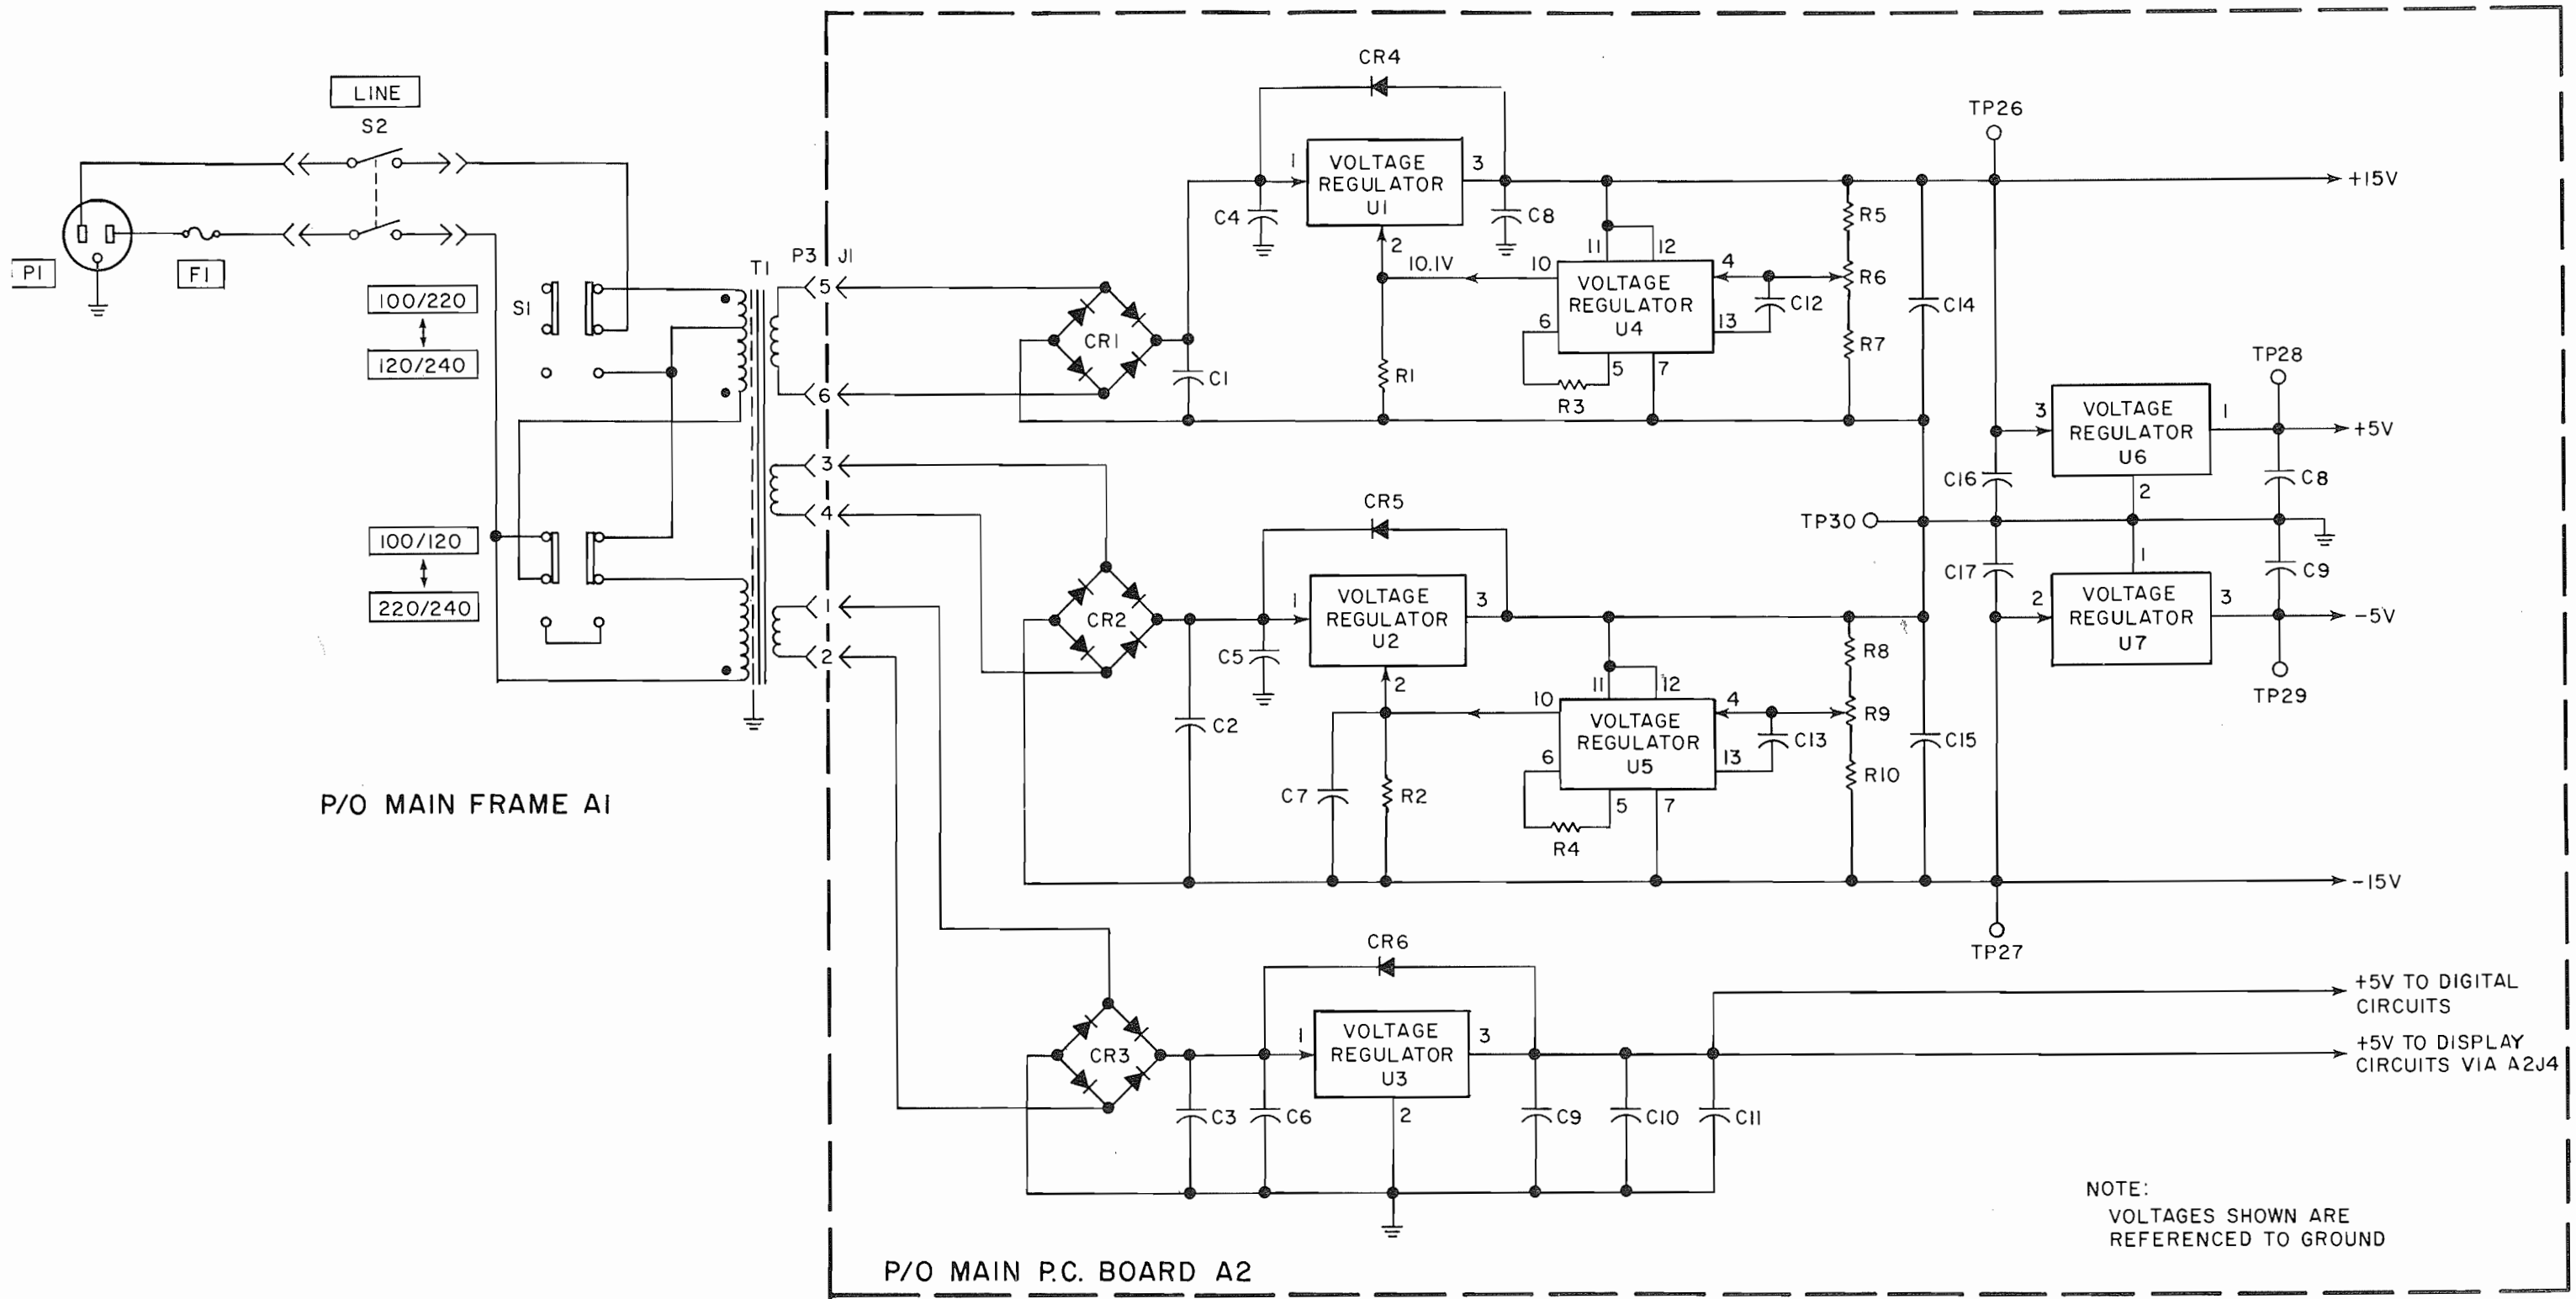 LINE
S2
P1
F1
100/220
120/240
S1
100/120
220/240
T1
P3
J1
5
6
3
4
1
2
P/O MAIN FRAME A1
CR4
1
VOLTAGE
REGULATOR
U1
3
2
C4
C8
CR1
C1
10.1V
R1
11
12
10
VOLTAGE
REGULATOR
U4
4
13
6
5
7
R3
C12
R5
R6
R7
C14
TP26
+15V
CR2
C2
CR5
1
VOLTAGE
REGULATOR
U2
3
2
C5
C7
R2
11
12
10
VOLTAGE
REGULATOR
U5
4
13
6
5
7
R4
C13
R8
R9
R10
C15
TP30
C16
C17
3
VOLTAGE
REGULATOR
U6
1
2
TP28
+5V
C8
1
2
VOLTAGE
REGULATOR
U7
3
C9
-5V
TP29
-15V
TP27
CR3
C3
CR6
1
VOLTAGE
REGULATOR
U3
3
2
C6
C9
C10
C11
+5V TO DIGITAL
CIRCUITS
+5V TO DISPLAY
CIRCUITS VIA A2J4
NOTE:
VOLTAGES SHOWN ARE
REFERENCED TO GROUND
P/O MAIN P.C. BOARD A2